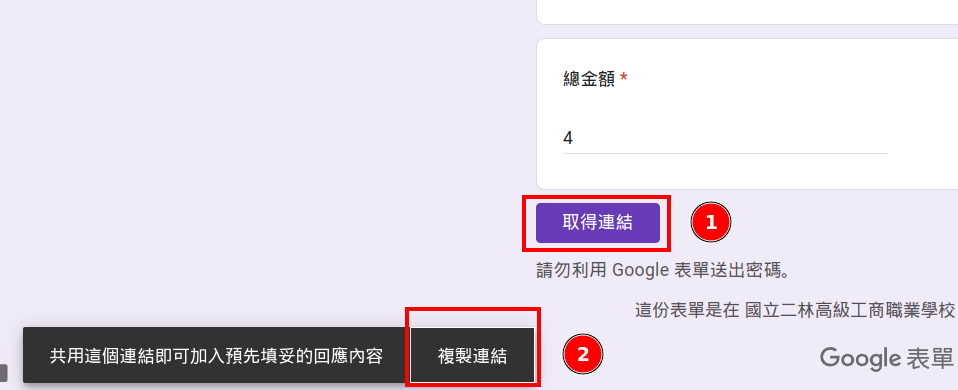 總金額 *
4
取得連結
1
請勿利用 Google 表單送出密碼。
這份表單是在 國立二林高級工商職業學校
共用這個連結即可加入預先填妥的回應內容
複製連結
2
Google 表單